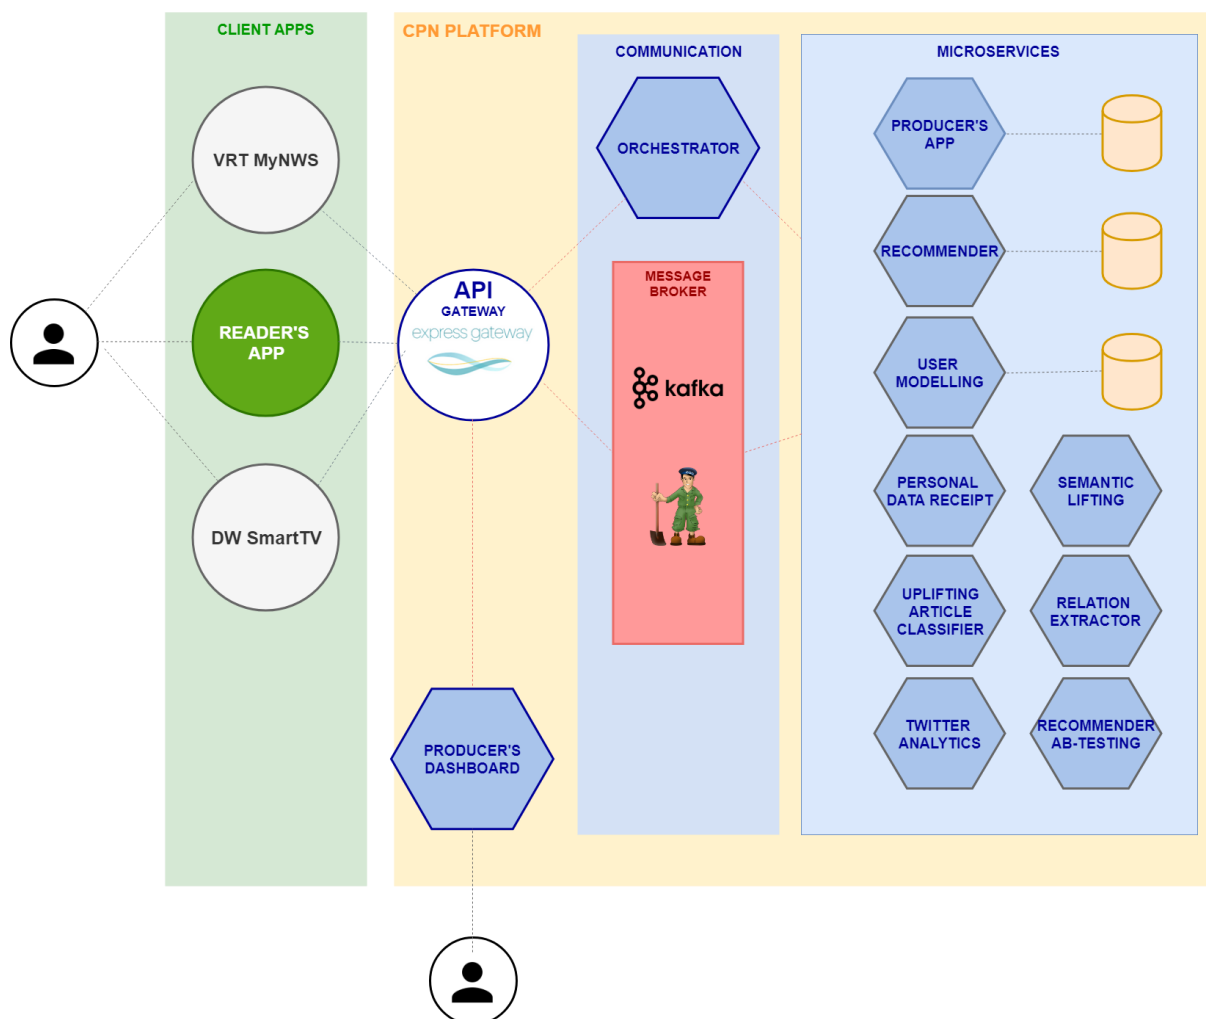 CLIENT APPS
VRT MyNWS
READER'S
APP
DW SmartTV
CPN PLATFORM
API
GATEWAY
express gateway
PRODUCER'S
DASHBOARD
COMMUNICATION
ORCHESTRATOR
MESSAGE
BROKER
kafka
MICROSERVICES
PRODUCER'S
APP
RECOMMENDER
USER
MODELLING
PERSONAL
DATA RECEIPT
SEMANTIC
LIFTING
UPLIFTING
ARTICLE
CLASSIFIER
RELATION
EXTRACTOR
TWITTER
ANALYTICS
RECOMMENDER
AB-TESTING